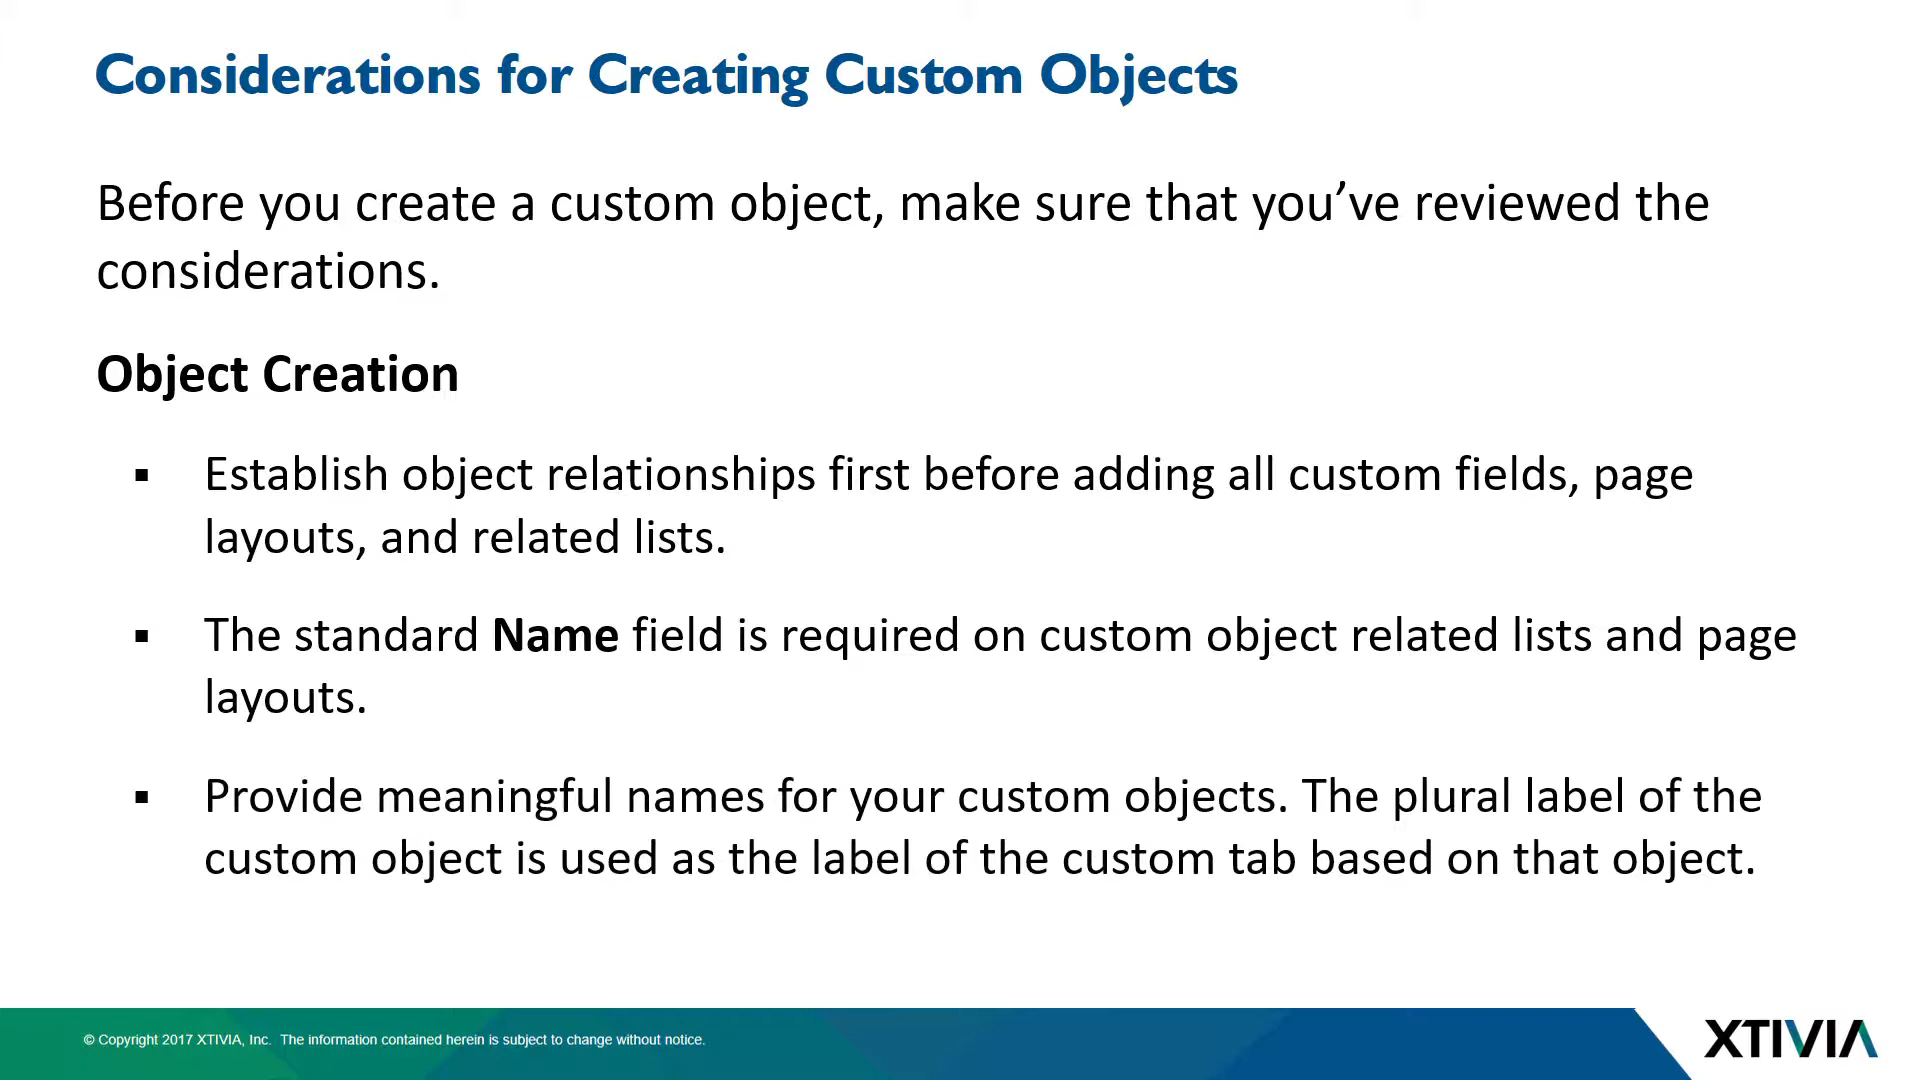 Considerations for Creating Custom Objects
Before you create a custom object, make sure that you’ve reviewed the
considerations.
Object Creation
▪ Establish object relationships first before adding all custom fields, page
layouts, and related lists.
▪ The standard Name field is required on custom object related lists and page
layouts.
▪ Provide meaningful names for your custom objects. The plural label of the
custom object is used as the label of the custom tab based on that object.
© Copyright 2017 XTIVIA, Inc. The information contained herein is subject to change without notice.
XTIVIA